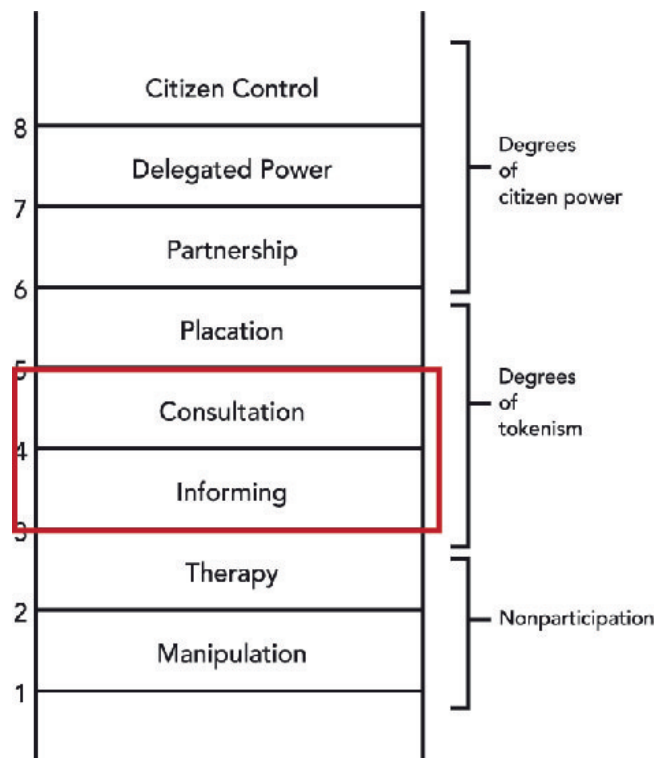 Citizen Control
8
Delegated Power
7
Partnership
6
Placation
5
Consultation
4
Informing
3
Therapy
2
Manipulation
1
Degrees
of
citizen power
Degrees
of
tokenism
Nonparticipation